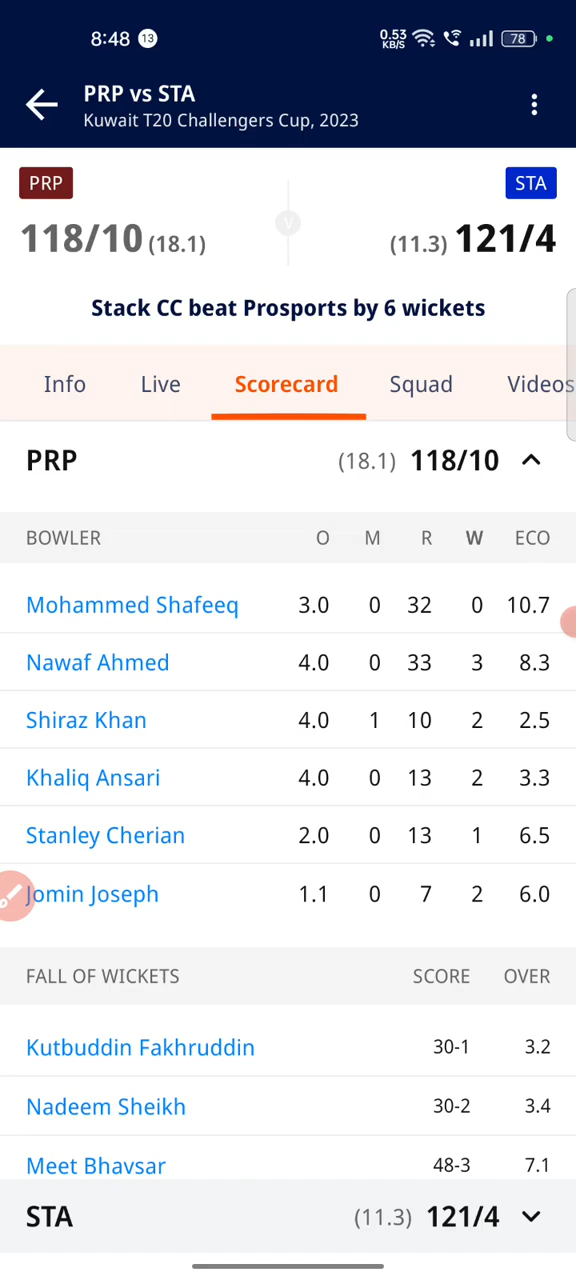 8:48 13 0.53 KB/S 78
PRP vs STA
Kuwait T20 Challengers Cup, 2023
PRP STA
118/10 (18.1) V (11.3) 121/4
Stack CC beat Prosports by 6 wickets
Info Live Scorecard Squad Videos
PRP (18.1) 118/10
BOWLER O M R W ECO
Mohammed Shafeeq 3.0 0 32 0 10.7
Nawaf Ahmed 4.0 0 33 3 8.3
Shiraz Khan 4.0 1 10 2 2.5
Khaliq Ansari 4.0 0 13 2 3.3
Stanley Cherian 2.0 0 13 1 6.5
Jomin Joseph 1.1 0 7 2 6.0
FALL OF WICKETS SCORE OVER
Kutbuddin Fakhruddin 30-1 3.2
Nadeem Sheikh 30-2 3.4
Meet Bhavsar 48-3 7.1
STA (11.3) 121/4